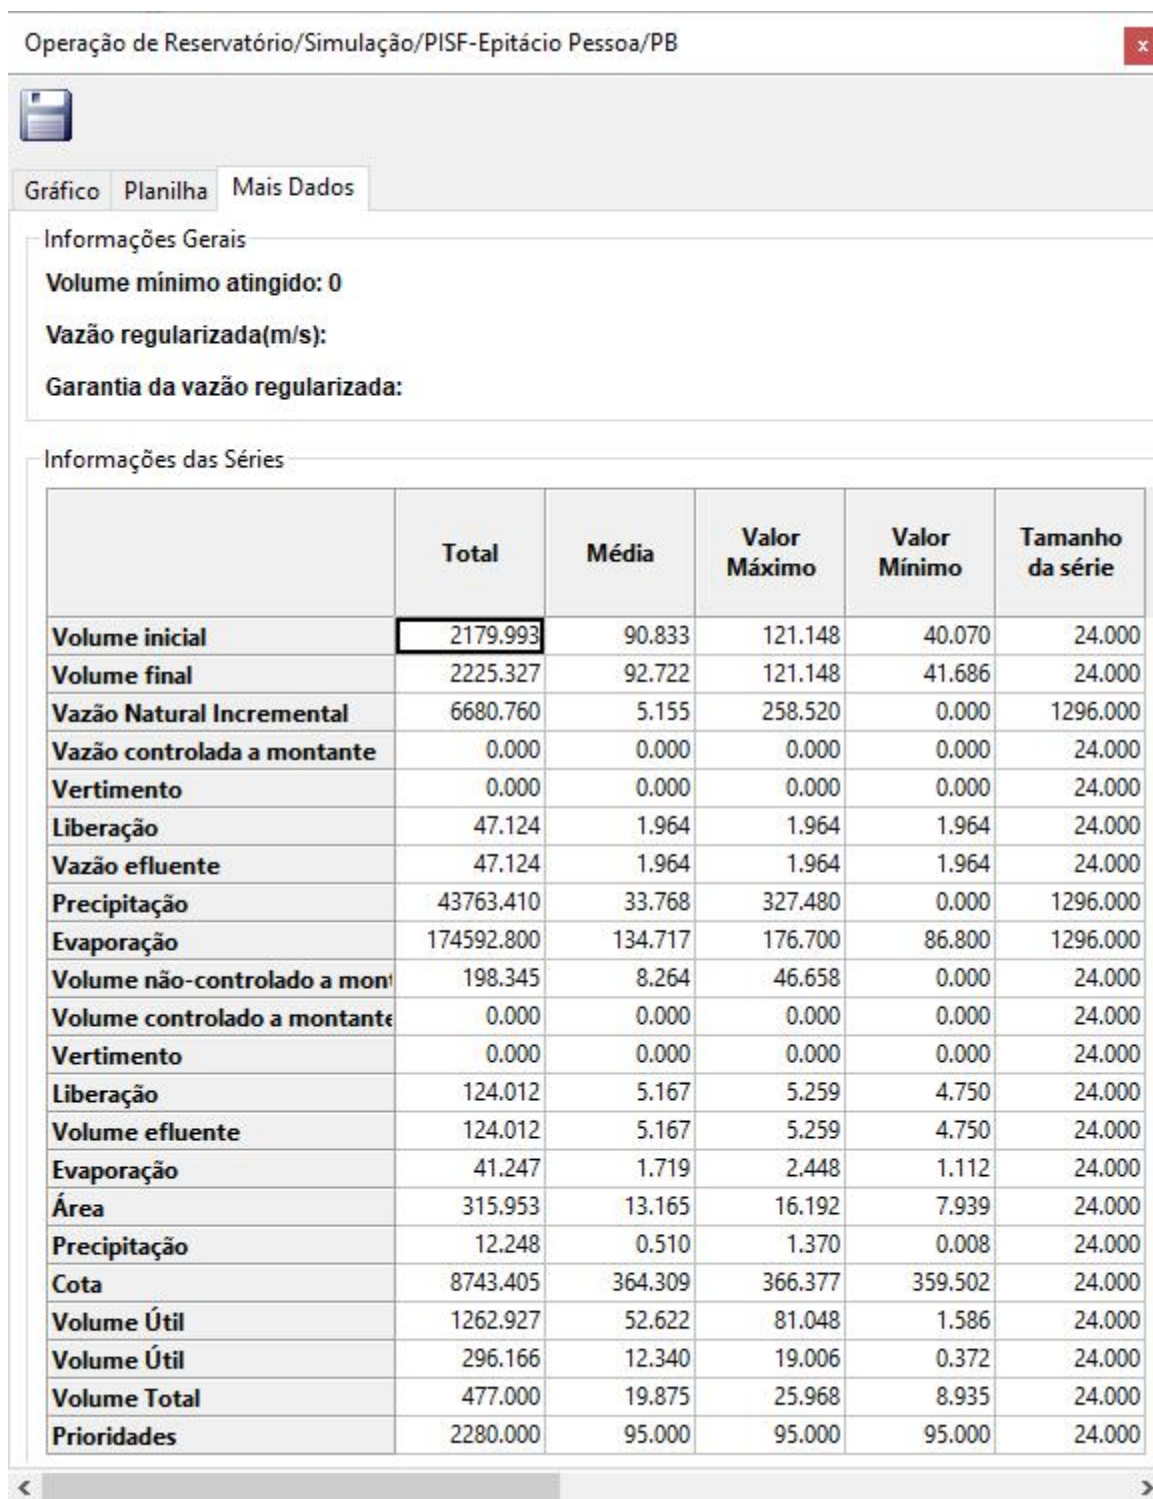 Operação de Reservatório/Simulação/PISF-Epitácio Pessoa/PB
x
Gráfico Planilha Mais Dados
Informações Gerais
Volume mínimo atingido: 0
Vazão regularizada(m/s):
Garantia da vazão regularizada:
Informações das Séries
Total Média Valor Máximo Valor Mínimo Tamanho da série
Volume inicial 2179.993 90.833 121.148 40.070 24.000
Volume final 2225.327 92.722 121.148 41.686 24.000
Vazão Natural Incremental 6680.760 5.155 258.520 0.000 1296.000
Vazão controlada a montante 0.000 0.000 0.000 0.000 24.000
Vertimento 0.000 0.000 0.000 0.000 24.000
Liberação 47.124 1.964 1.964 1.964 24.000
Vazão efluente 47.124 1.964 1.964 1.964 24.000
Precipitação 43763.410 33.768 327.480 0.000 1296.000
Evaporação 174592.800 134.717 176.700 86.800 1296.000
Volume não-controlado a mont 198.345 8.264 46.658 0.000 24.000
Volume controlado a montante 0.000 0.000 0.000 0.000 24.000
Vertimento 0.000 0.000 0.000 0.000 24.000
Liberação 124.012 5.167 5.259 4.750 24.000
Volume efluente 124.012 5.167 5.259 4.750 24.000
Evaporação 41.247 1.719 2.448 1.112 24.000
Área 315.953 13.165 16.192 7.939 24.000
Precipitação 12.248 0.510 1.370 0.008 24.000
Cota 8743.405 364.309 366.377 359.502 24.000
Volume Útil 1262.927 52.622 81.048 1.586 24.000
Volume Útil 296.166 12.340 19.006 0.372 24.000
Volume Total 477.000 19.875 25.968 8.935 24.000
Prioridades 2280.000 95.000 95.000 95.000 24.000